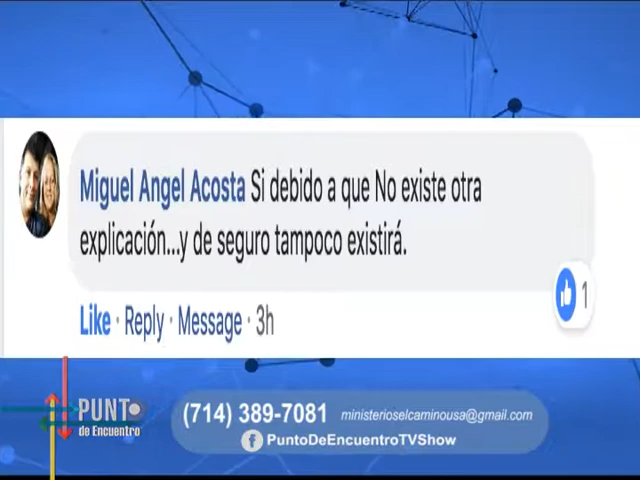 Miguel Angel Acosta Si debido a que No existe otra
explicación...y de seguro tampoco existirá.
1
Like · Reply · Message · 3h
PUNTO
de Encuentro
(714) 389-7081 ministerioselcaminousa@gmail.com
PuntoDeEncuentroTVShow